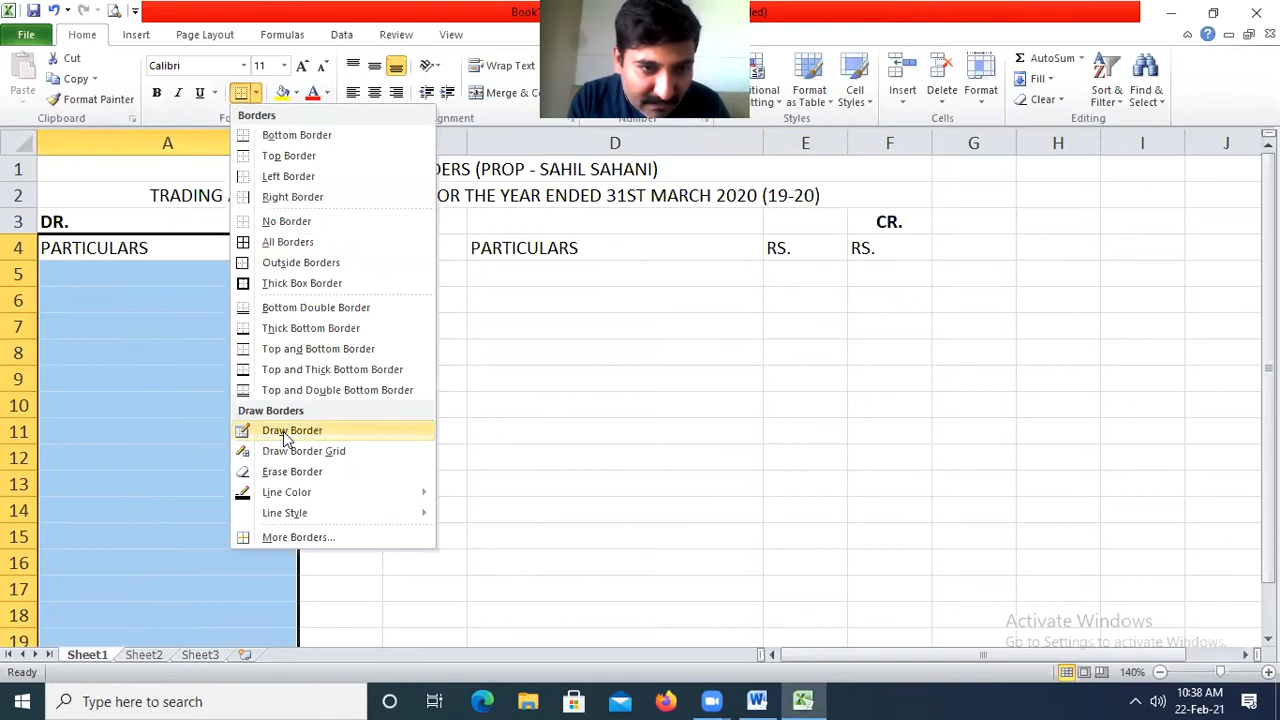 Book
ded)
File
Home
Insert
Page Layout
Formulas
Data
Review
View
Paste
Cut
Copy
Format Painter
Calibri
11
B I U
A
Wrap Text
Merge & C
Format as Table
Cell Styles
Insert
Delete
Format
AutoSum
Fill
Clear
Sort & Filter
Find & Select
Styles
Cells
Editing
Borders
Bottom Border
Top Border
Left Border
Right Border
No Border
All Borders
Outside Borders
Thick Box Border
Bottom Double Border
Thick Bottom Border
Top and Bottom Border
Top and Thick Bottom Border
Top and Double Bottom Border
Draw Borders
Draw Border
Draw Border Grid
Erase Border
Line Color
Line Style
More Borders...
A D E F G H I J
1 DERS (PROP - SAHIL SAHANI)
2 TRADING A OR THE YEAR ENDED 31ST MARCH 2020 (19-20)
3 DR. CR.
4 PARTICULARS PARTICULARS RS. RS.
5
6
7
8
9
10
11
12
13
14
15
16
17
18
19
Activate Windows
Go to Settings to activate Windows.
Sheet1 Sheet2 Sheet3
Ready
140%
Type here to search
10:38 AM
22-Feb-21